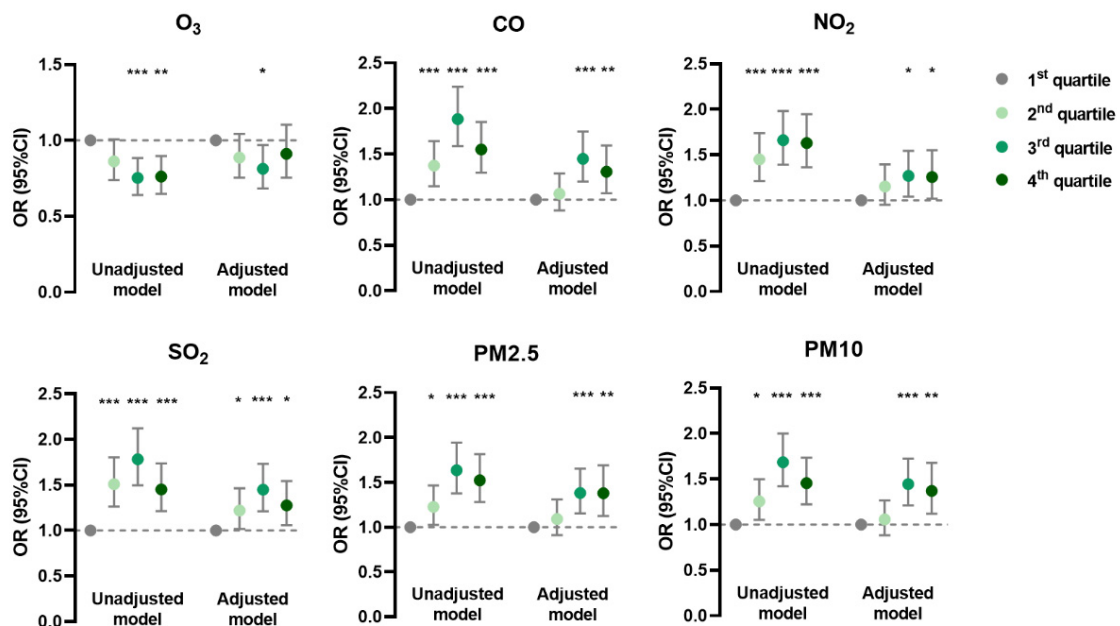 O3
CO
NO2
*** **
*
*** *** ***
*** **
*** *** ***
* *
OR (95%CI)
1.5
1.0
0.5
0.0
Unadjusted model
Adjusted model
OR (95%CI)
2.5
2.0
1.5
1.0
0.5
0.0
Unadjusted model
Adjusted model
OR (95%CI)
2.5
2.0
1.5
1.0
0.5
0.0
Unadjusted model
Adjusted model
1st quartile
2nd quartile
3rd quartile
4th quartile
SO2
PM2.5
PM10
*** *** ***
* *** *
* *** ***
*** **
* *** ***
*** **
OR (95%CI)
2.5
2.0
1.5
1.0
0.5
0.0
Unadjusted model
Adjusted model
OR (95%CI)
2.5
2.0
1.5
1.0
0.5
0.0
Unadjusted model
Adjusted model
OR (95%CI)
2.5
2.0
1.5
1.0
0.5
0.0
Unadjusted model
Adjusted model